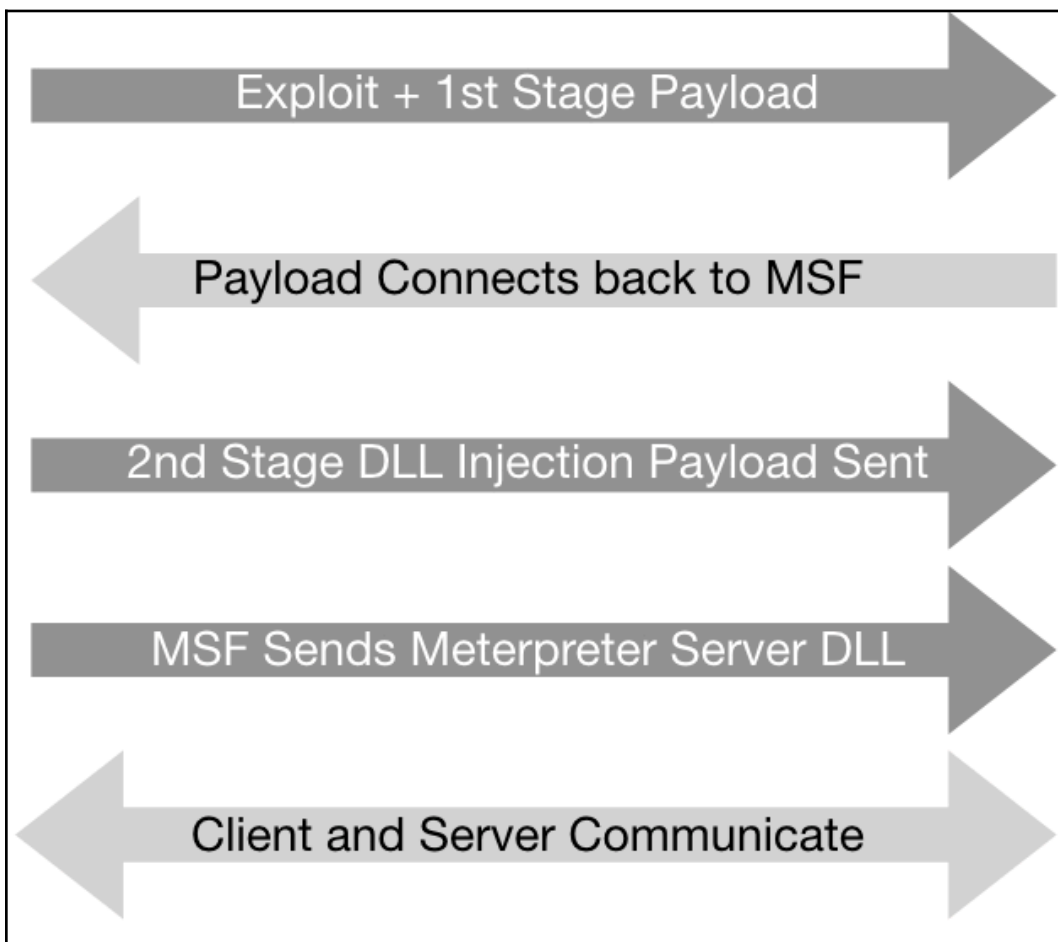 Exploit + 1st Stage Payload
Payload Connects back to MSF
2nd Stage DLL Injection Payload Sent
MSF Sends Meterpreter Server DLL
Client and Server Communicate